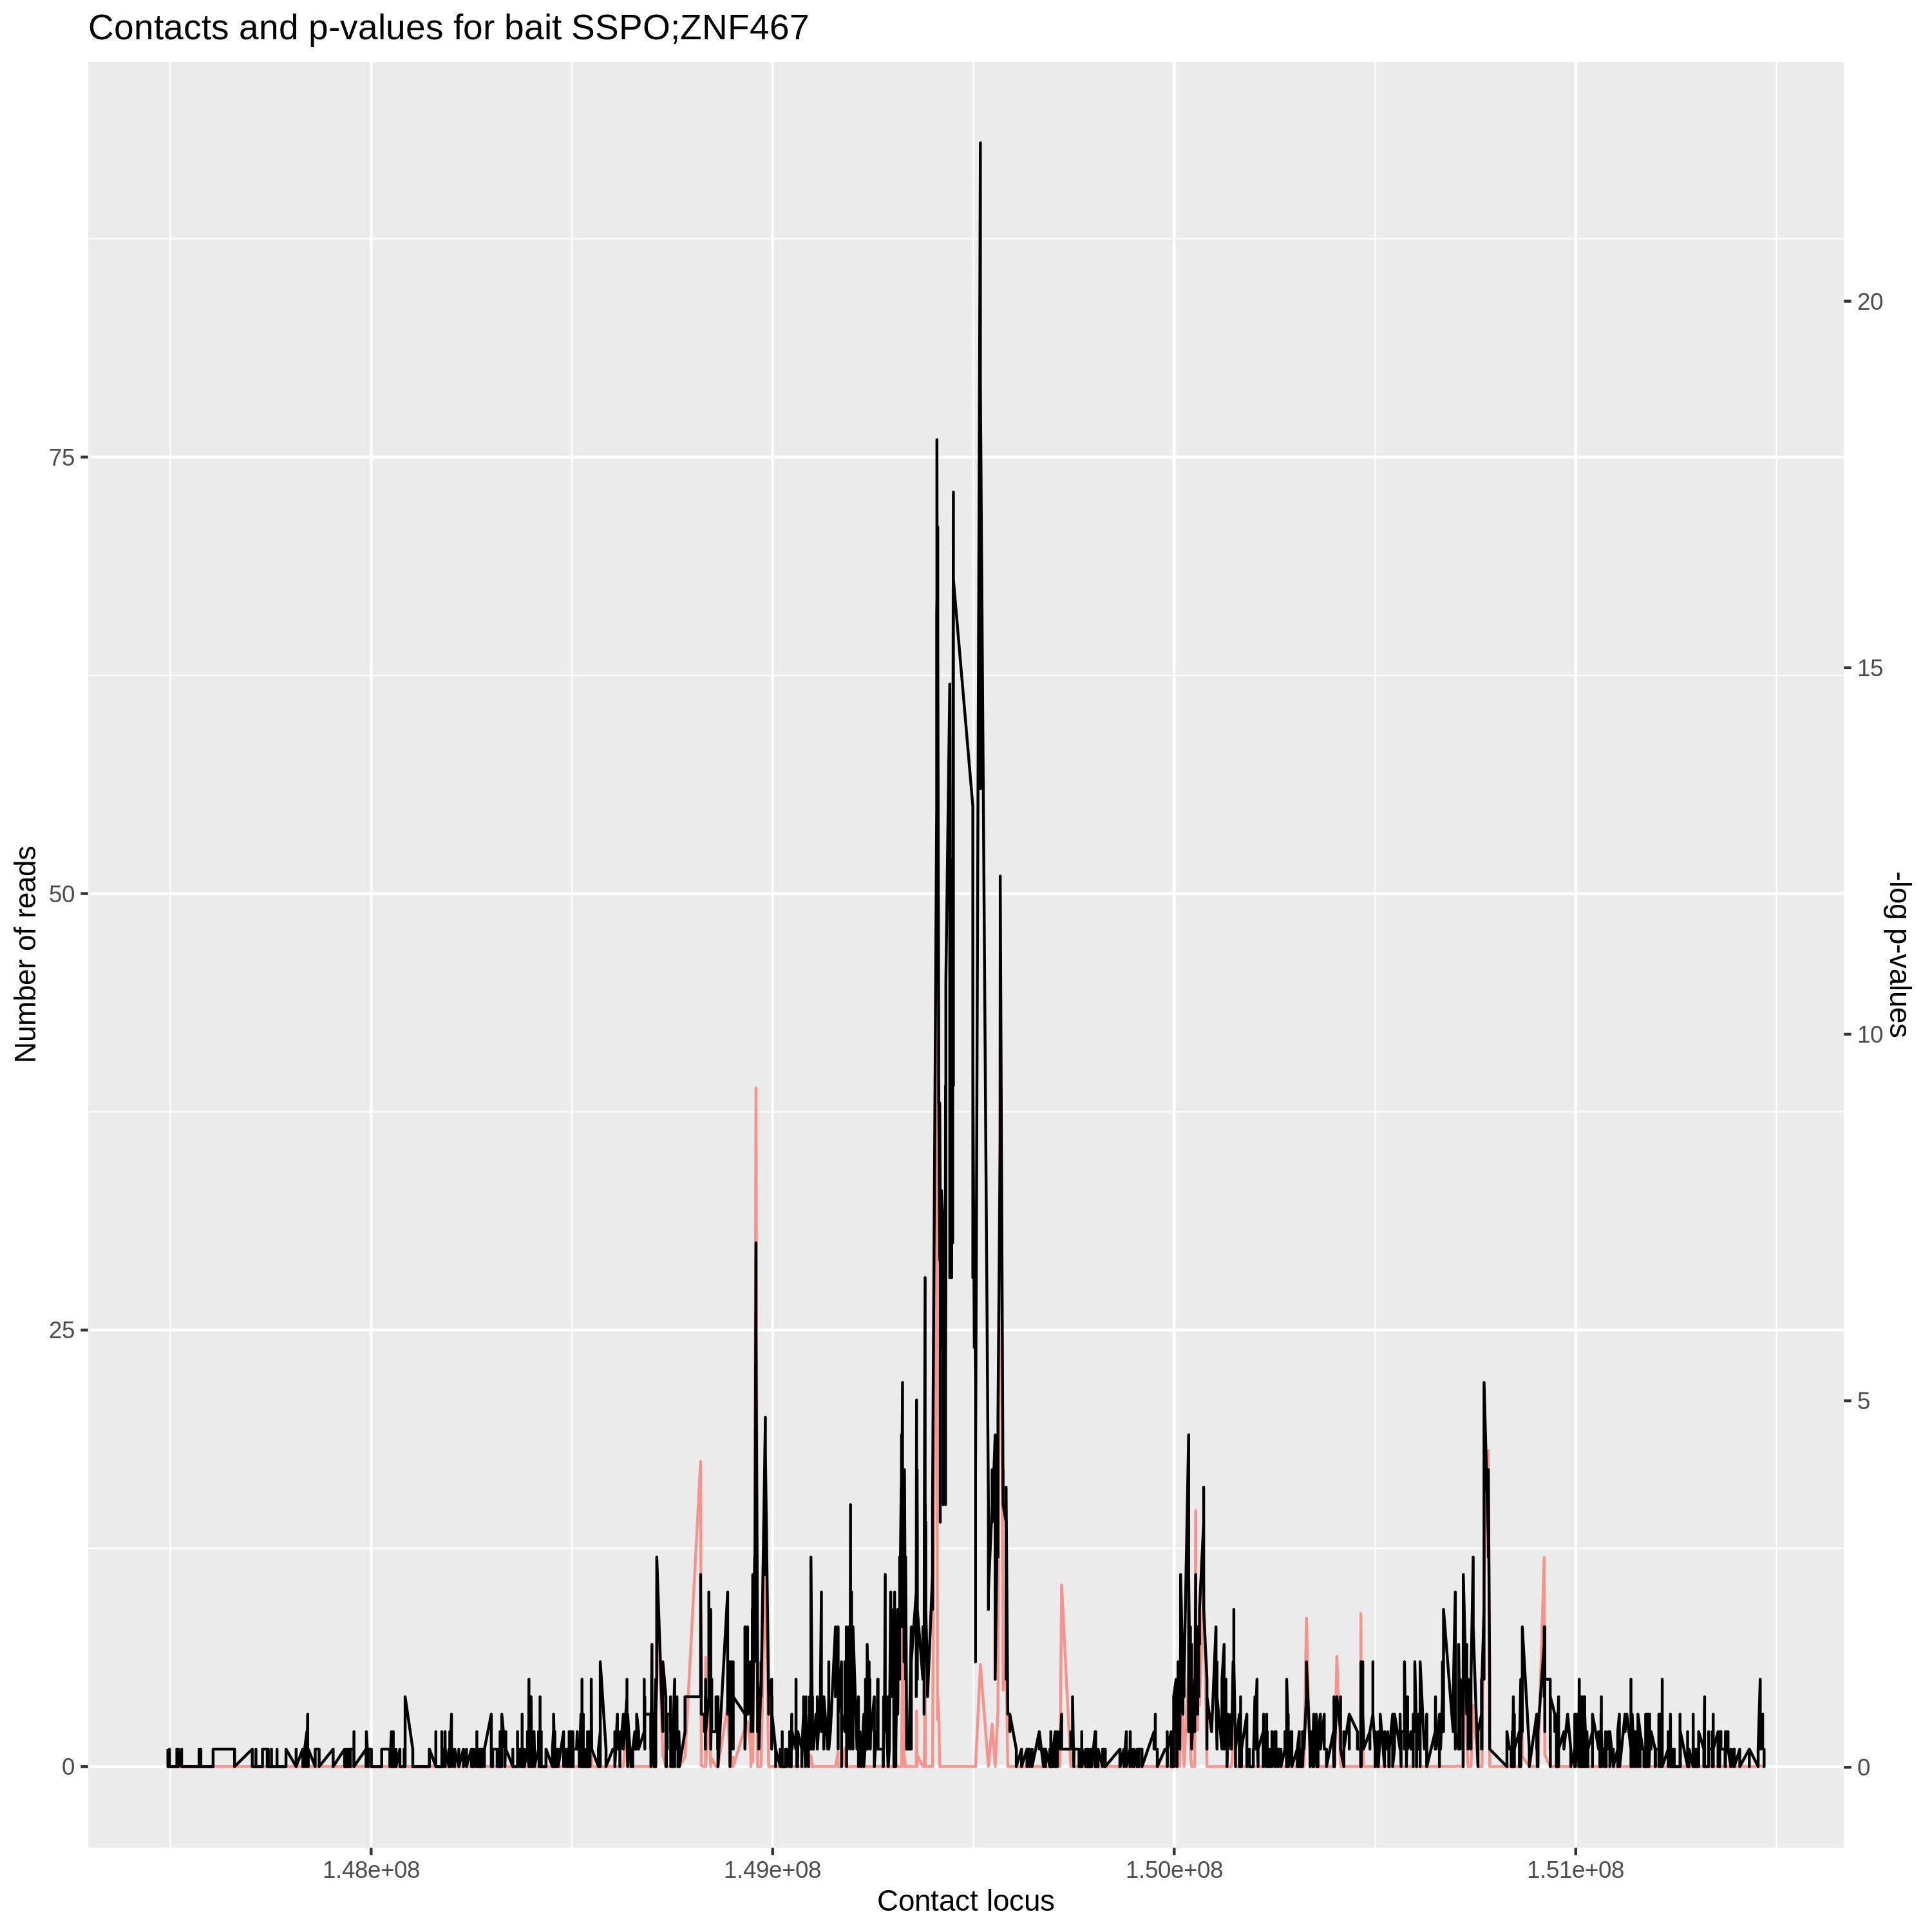 Contacts and p-values for bait SSPO;ZNF467
Number of reads
75
50
25
0
20
15
10
5
0
-log p-values
1.48e+08 1.49e+08 1.50e+08 1.51e+08
Contact locus